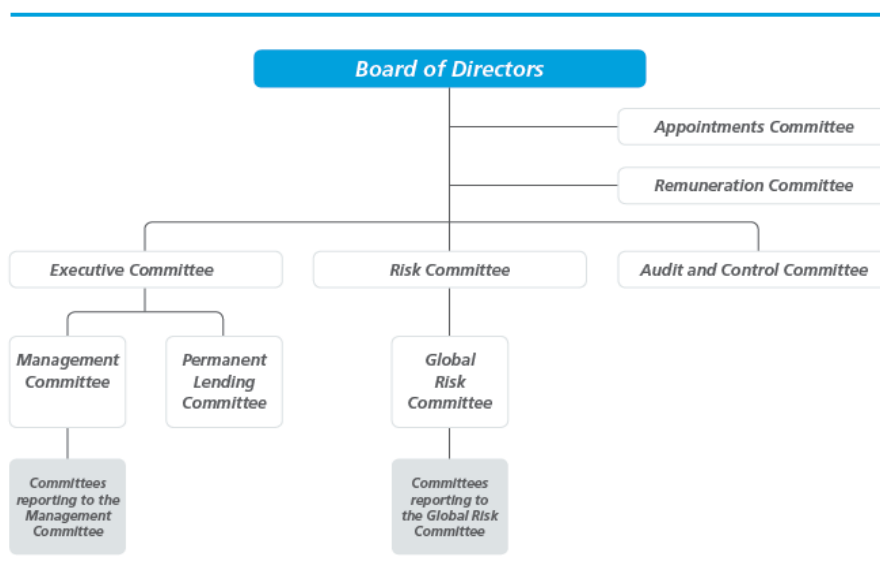 Board of Directors
Appointments Committee
Remuneration Committee
Executive Committee
Risk Committee
Audit and Control Committee
Management
Committee
Permanent
Lending
Committee
Global
Risk
Committee
Committees
reporting to the
Management
Committee
Committees
reporting to
the Global Risk
Committee